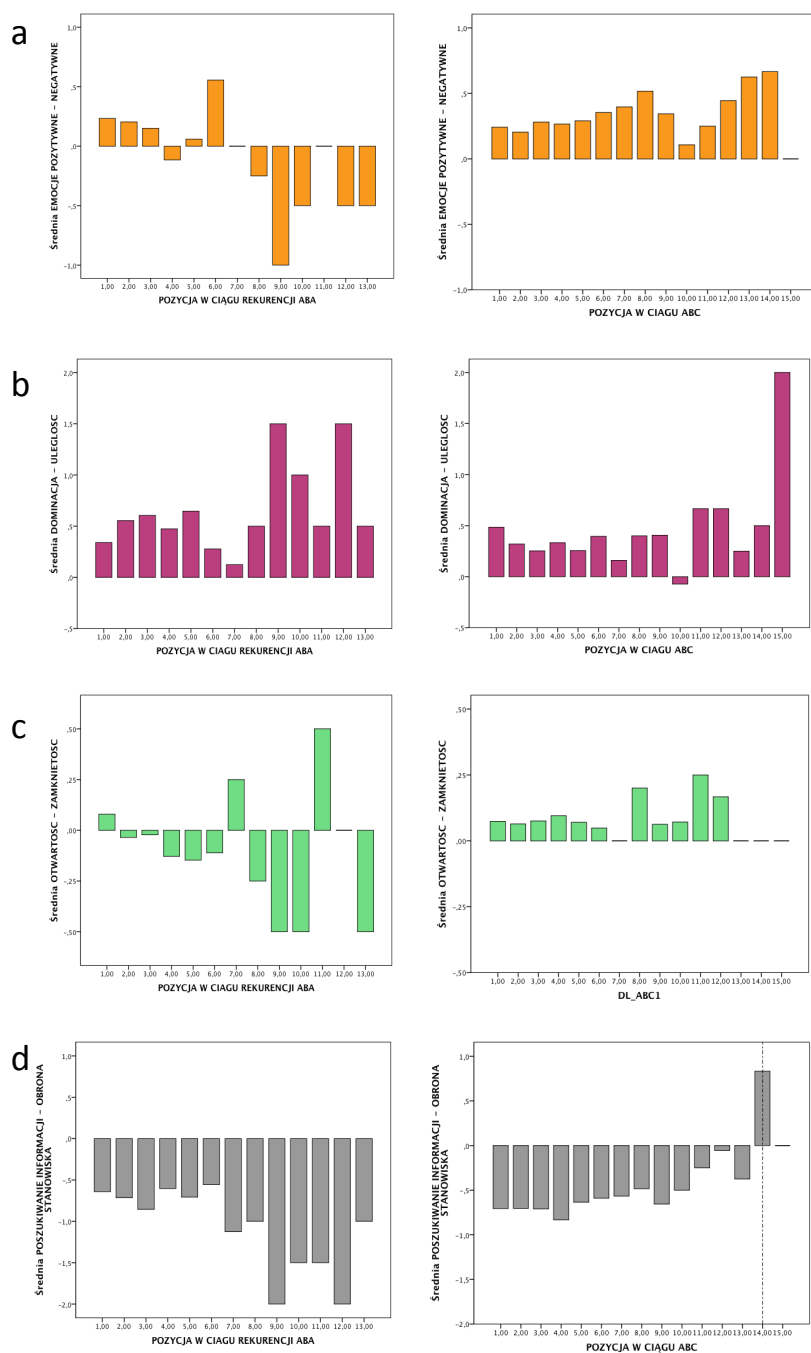 a
Średnia EMOCJE POZYTYWNE – NEGATYWNE
1,0
,5
,0
–,5
–1,0
1,00 2,00 3,00 4,00 5,00 6,00 7,00 8,00 9,00 10,00 11,00 12,00 13,00
POZYCJA W CIĄGU REKURENCJI ABA
Średnia EMOCJE POZYTYWNE – NEGATYWNE
1,0
,5
,0
–,5
–1,0
1,00 2,00 3,00 4,00 5,00 6,00 7,00 8,00 9,00 10,00 11,00 12,00 13,00 14,00 15,00
POZYCJA W CIAGU ABC
b
Średnia DOMINACJA – ULEGLOSC
2,0
1,5
1,0
,5
,0
–,5
1,00 2,00 3,00 4,00 5,00 6,00 7,00 8,00 9,00 10,00 11,00 12,00 13,00
POZYCJA W CIAGU REKURENCJI ABA
Średnia DOMINACJA – ULEGLOSC
2,0
1,5
1,0
,5
,0
–,5
1,00 2,00 3,00 4,00 5,00 6,00 7,00 8,00 9,00 10,00 11,00 12,00 13,00 14,00 15,00
POZYCJA W CIAGU ABC
c
Średnia OTWARTOSC – ZAMKNIETOSC
,50
,25
,00
–,25
–,50
1,00 2,00 3,00 4,00 5,00 6,00 7,00 8,00 9,00 10,00 11,00 12,00 13,00
POZYCJA W CIAGU REKURENCJI ABA
Średnia OTWARTOSC – ZAMKNIETOSC
,50
,25
,00
–,25
–,50
1,00 2,00 3,00 4,00 5,00 6,00 7,00 8,00 9,00 10,00 11,00 12,00 13,00 14,00 15,00
DL_ABC1
d
Średnia POSZUKIWANIE INFORMACJI – OBRONA
STANOWISKA
1,0
,5
,0
–,5
–1,0
–1,5
–2,0
1,00 2,00 3,00 4,00 5,00 6,00 7,00 8,00 9,00 10,00 11,00 12,00 13,00
POZYCJA W CIAGU REKURENCJI ABA
Średnia POSZUKIWANIE INFORMACJI – OBRONA
STANOWISKA
1,0
,5
,0
–,5
–1,0
–1,5
–2,0
1,00 2,00 3,00 4,00 5,00 6,00 7,00 8,00 9,00 10,00 11,00 12,00 13,00 14,00 15,00
POZYCJA W CIĄGU ABC